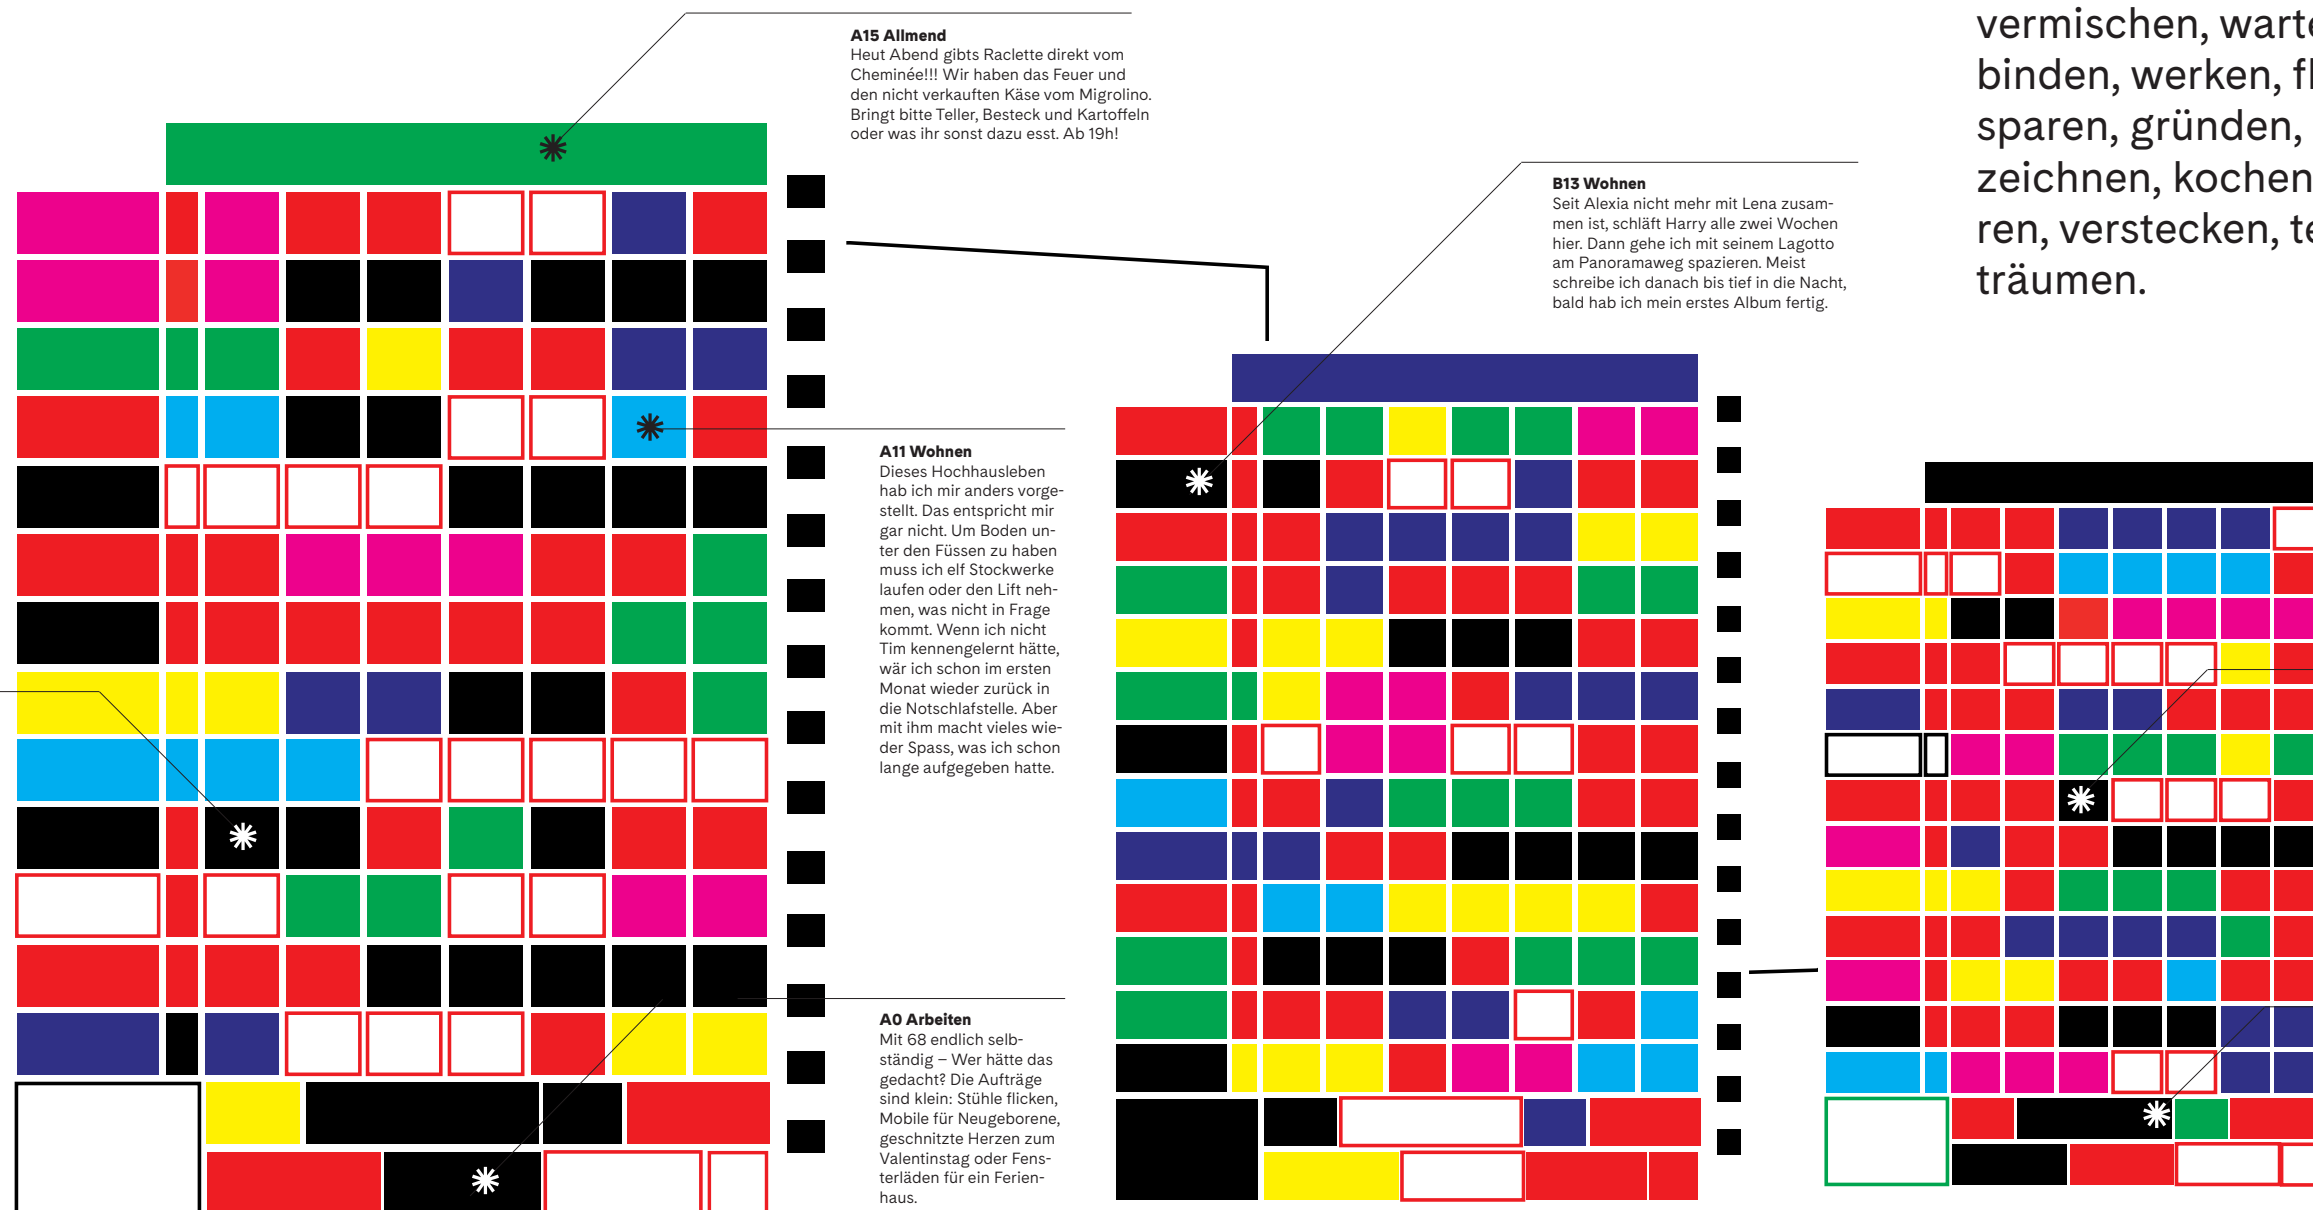 A15 Allmend
Heut Abend gibts Raclette direkt vom
Cheminée!!! Wir haben das Feuer und
den nicht verkauften Käse vom Migrolino.
Bringt bitte Teller, Besteck und Kartoffeln
oder was ihr sonst dazu esst. Ab 19h!
B13 Wohnen
Seit Alexia nicht mehr mit Lena zusam-
men ist, schläft Harry alle zwei Wochen
hier. Dann gehe ich mit seinem Lagotto
am Panoramaweg spazieren. Meist
schreibe ich danach bis tief in die Nacht,
bald hab ich mein erstes Album fertig.
vermischen,
binden, werken,
sparen, gründen,
zeichnen, kochen
ren, verstecken,
träumen.
A11 Wohnen
Dieses Hochhausleben
hab ich mir anders vorge-
stellt. Das entspricht mir
gar nicht. Um Boden un-
ter den Füssen zu haben
muss ich elf Stockwerke
laufen oder den Lift neh-
men, was nicht in Frage
kommt. Wenn ich nicht
Tim kennengelernt hätte,
wär ich schon im ersten
Monat wieder zurück in
die Notschlafstelle. Aber
mit ihm macht vieles wie-
der Spass, was ich schon
lange aufgegeben hatte.
A0 Arbeiten
Mit 68 endlich selb-
ständig – Wer hätte das
gedacht? Die Aufträge
sind klein: Stühle flicken,
Mobile für Neugeborene,
geschnitzte Herzen zum
Valentinstag oder Fens-
terläden für ein Ferien-
haus.